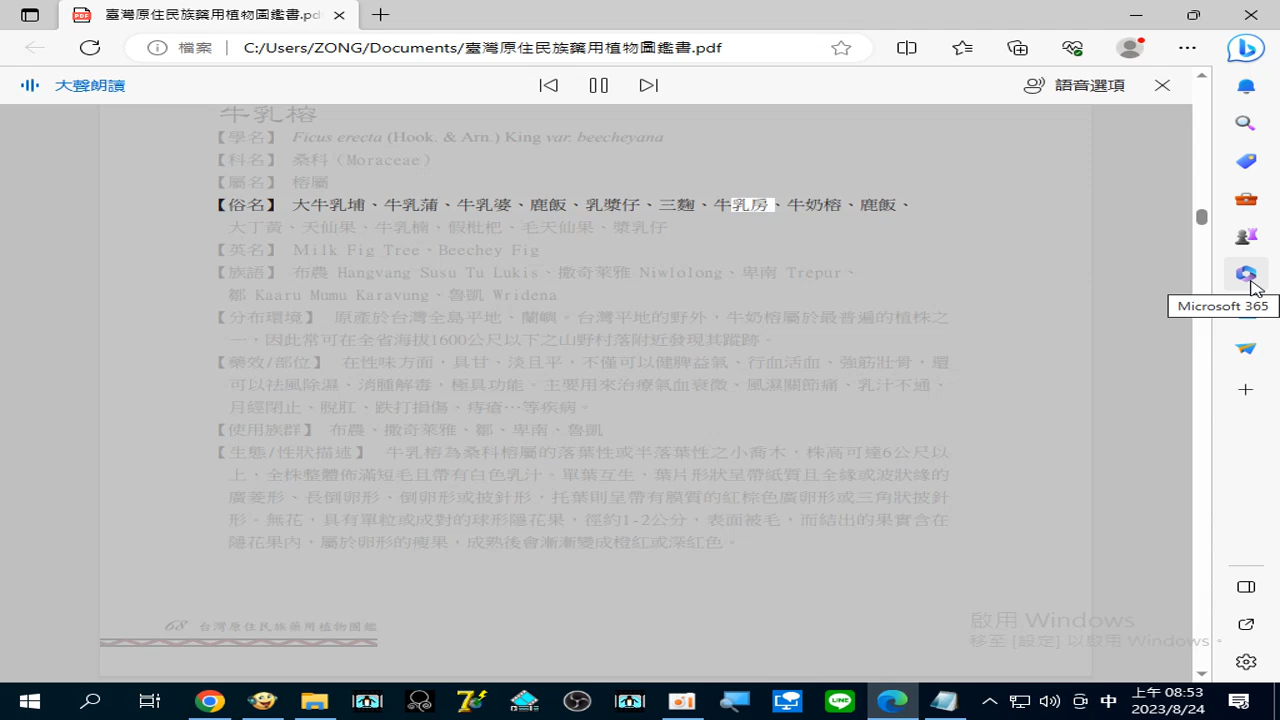 臺灣原住民族藥用植物圖鑑書.pdf
檔案
C:/Users/ZONG/Documents/臺灣原住民族藥用植物圖鑑書.pdf
大聲朗讀
語音選項
牛乳榕
【學名】 Ficus erecta (Hook. & Arn.) King var. beecheyana
【科名】 桑科（Moraceae）
【屬名】 榕屬
【俗名】 大牛乳埔、牛乳蒲、牛乳婆、鹿飯、乳漿仔、三麴、牛乳房、牛奶榕、鹿飯、
大丁黃、天仙果、牛乳楠、假枇杷、毛天仙果、漿乳仔
【英名】 Milk Fig Tree、Beechey Fig
【族語】 布農 Hangvang Susu Tu Lukis、撒奇萊雅 Niwlolong、卑南 Trepur、
鄒 Kaaru Mumu Karavung、魯凱 Wridena
【分布環境】 原產於台灣全島平地、蘭嶼。台灣平地的野外，牛奶榕屬於最普遍的植株之
一，因此常可在全省海拔1600公尺以下之山野村落附近發現其蹤跡。
【藥效/部位】 在性味方面，具甘、淡且平，不僅可以健脾益氣、行血活血、強筋壯骨，還
可以祛風除濕、消腫解毒，極具功能。主要用來治療氣血衰微、風濕關節痛、乳汁不通、
月經閉止、脫肛、跌打損傷、痔瘡…等疾病。
【使用族群】 布農、撒奇萊雅、鄒、卑南、魯凱
【生態/性狀描述】 牛乳榕為桑科榕屬的落葉性或半落葉性之小喬木，株高可達6公尺以
上，全株整體佈滿短毛且帶有白色乳汁。單葉互生，葉片形狀呈帶紙質且全緣或波狀緣的
廣菱形、長倒卵形、倒卵形或披針形，托葉則呈帶有膜質的紅棕色廣卵形或三角狀披針
形。無花，具有單粒或成對的球形隱花果，徑約1-2公分，表面被毛，而結出的果實含在
隱花果內，屬於卵形的瘦果，成熟後會漸漸變成橙紅或深紅色。
68 台灣原住民族藥用植物圖鑑
Microsoft 365
啟用 Windows
移至 [設定] 以啟用 Windows。
中
上午 08:53
2023/8/24